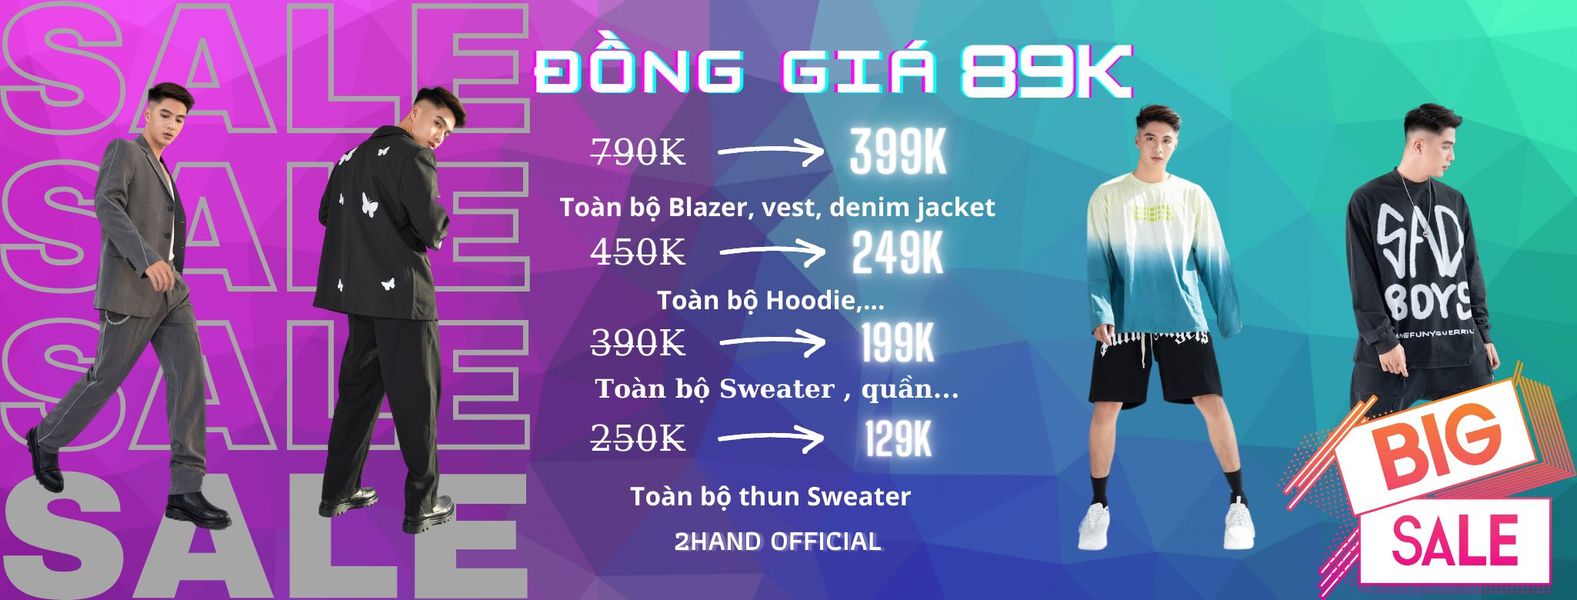 SALE
SALE
SALE
SALE
ĐỒNG GIÁ 89K
790K 399K
Toàn bộ Blazer, vest, denim jacket
450K 249K
Toàn bộ Hoodie,...
390K 199K
Toàn bộ Sweater , quần...
250K 129K
Toàn bộ thun Sweater
2HAND OFFICIAL
SAD
BOYS
BIG
SALE